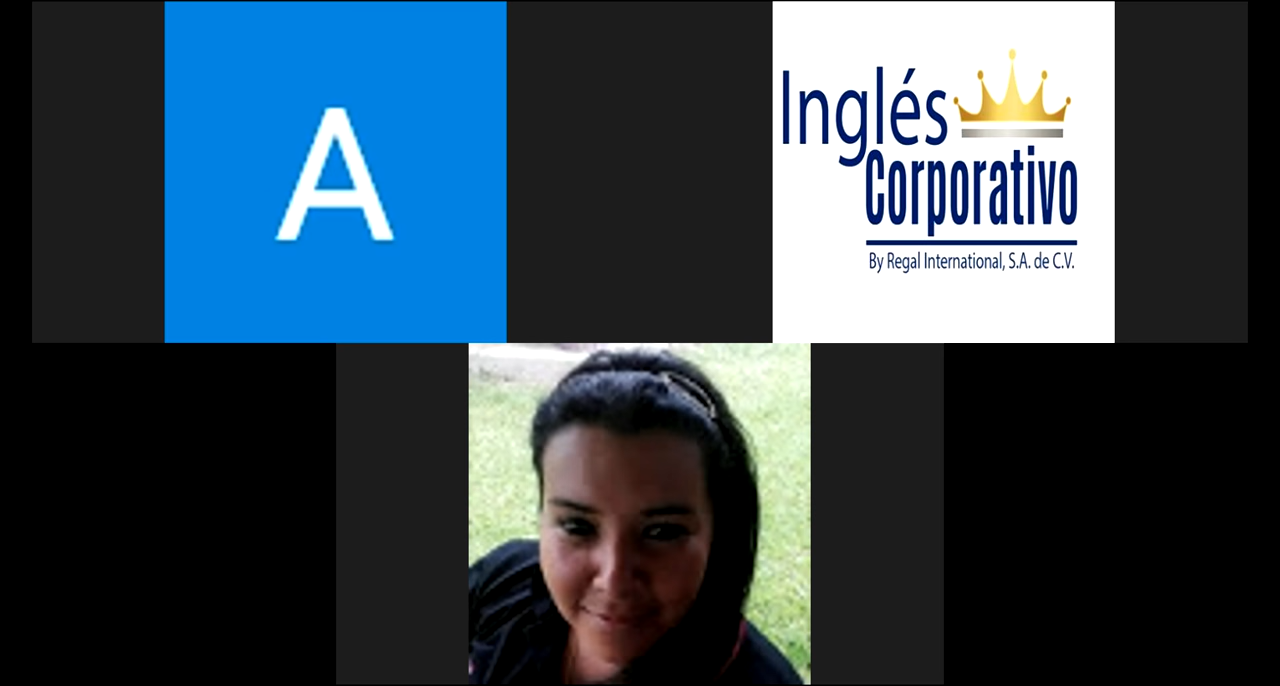 A
Inglés
Corporativo
By Regal International, S.A. de C.V.